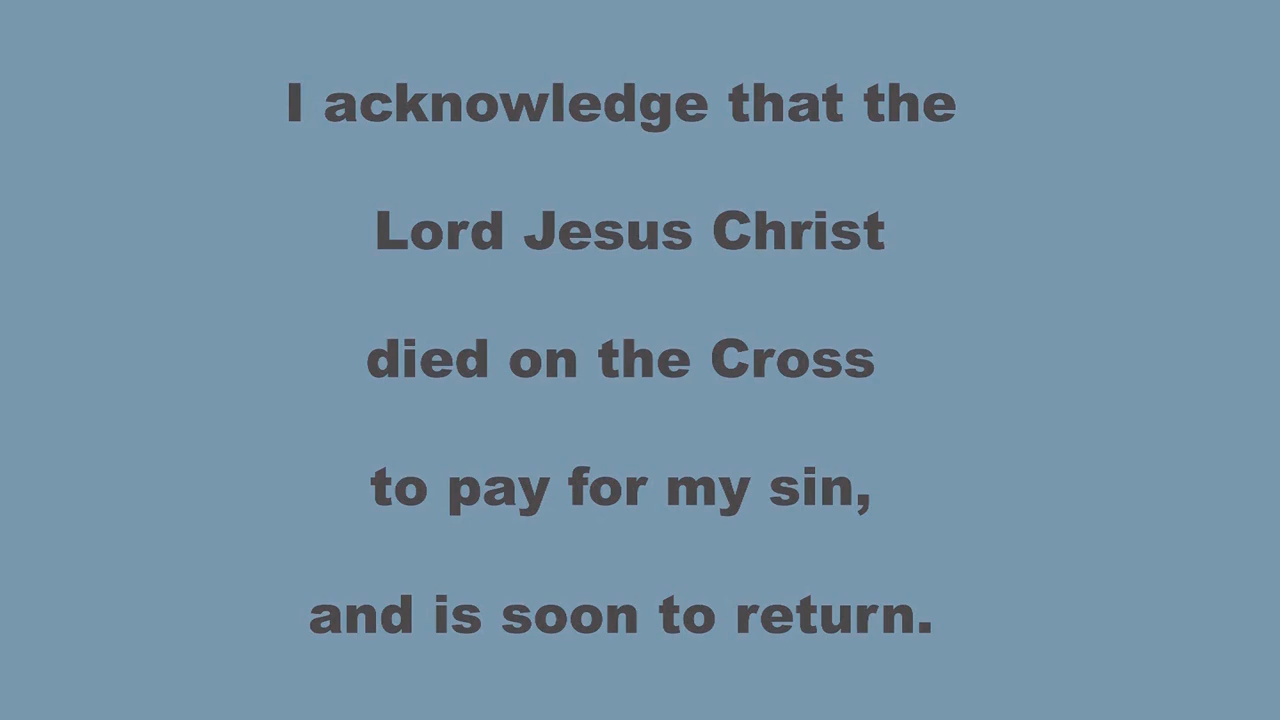 I acknowledge that the
Lord Jesus Christ
died on the Cross
to pay for my sin,
and is soon to return.